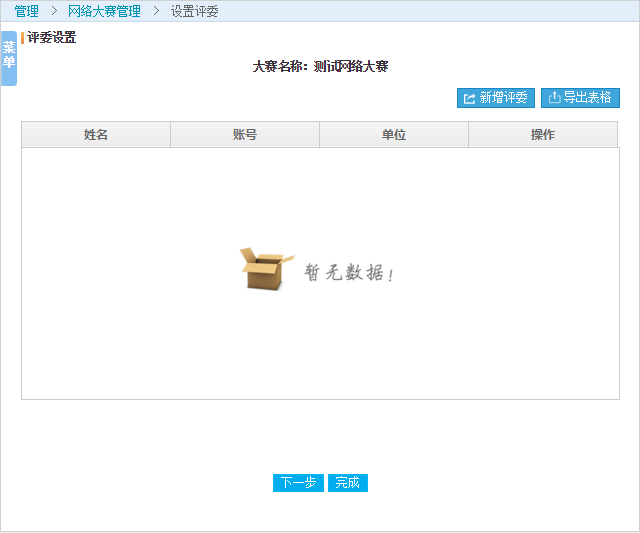 管理 > 网络大赛管理 > 设置评委
菜单
评委设置
大赛名称：测试网络大赛
新增评委 导出表格
姓名 账号 单位 操作
暂无数据！
下一步 完成